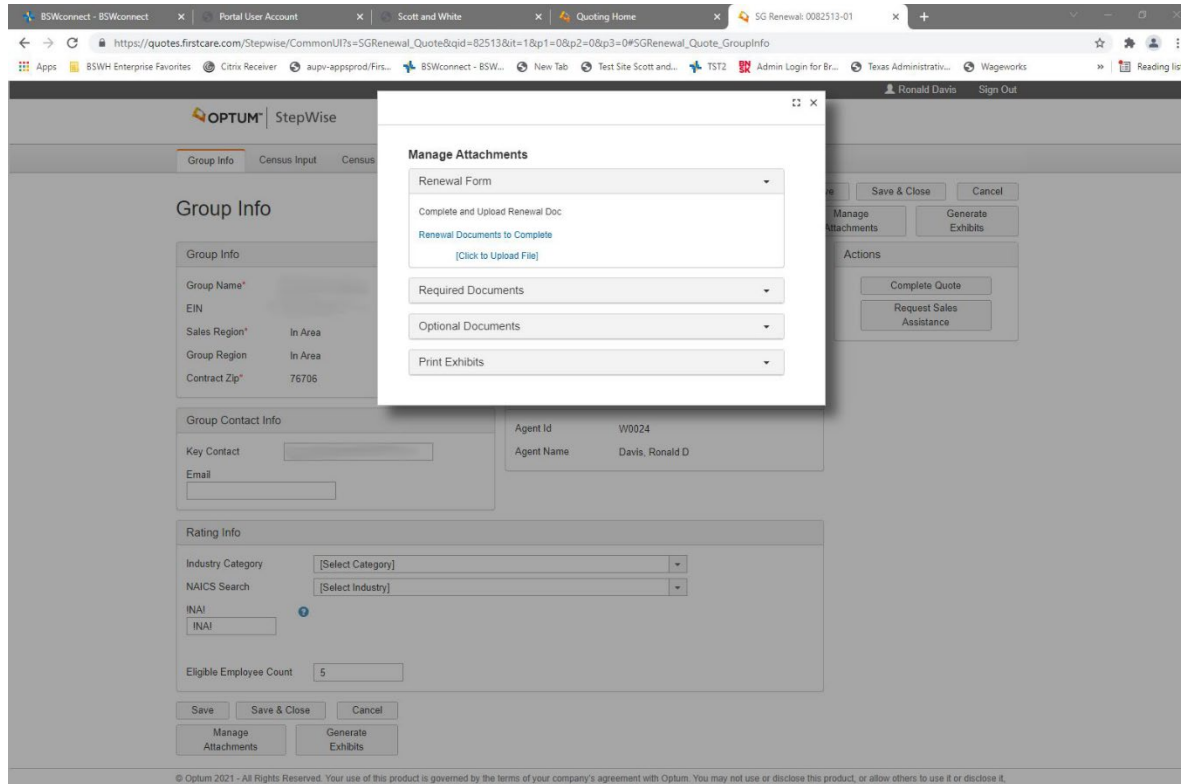 BSWconnect - BSWconnect
Portal User Account
Scott and White
Quoting Home
SG Renewal: 0082513-01
https://quotes.firstcare.com/Stepwise/CommonUI?s=SGRenewal_Quote&qid=82513&it=1&p1=0&p2=0&p3=0#SGRenewal_Quote_GroupInfo
Apps BSWH Enterprise Favorites Citrix Receiver aupv-appsprod/Firs... BSWconnect - BSW... New Tab Test Site Scott and... TST2 Admin Login for Br... Texas Administrativ... Wageworks » Reading lis
Ronald Davis Sign Out
OPTUM™ StepWise
Group Info Census Input Census
Manage Attachments
Renewal Form
Complete and Upload Renewal Doc
Renewal Documents to Complete
[Click to Upload File]
Required Documents
Optional Documents
Print Exhibits
Save & Close Cancel
Manage Attachments
Generate Exhibits
Group Info
Group Info
Group Name*
EIN
Sales Region* In Area
Group Region In Area
Contract Zip* 76706
Actions
Complete Quote
Request Sales
Assistance
Group Contact Info
Key Contact
Email
Agent Id W0024
Agent Name Davis, Ronald D
Rating Info
Industry Category [Select Category]
NAICS Search [Select Industry]
!NA!
!NA!
Eligible Employee Count 5
Save Save & Close Cancel
Manage Attachments
Generate Exhibits
© Optum 2021 - All Rights Reserved. Your use of this product is governed by the terms of your company's agreement with Optum. You may not use or disclose this product, or allow others to use it or disclose it,